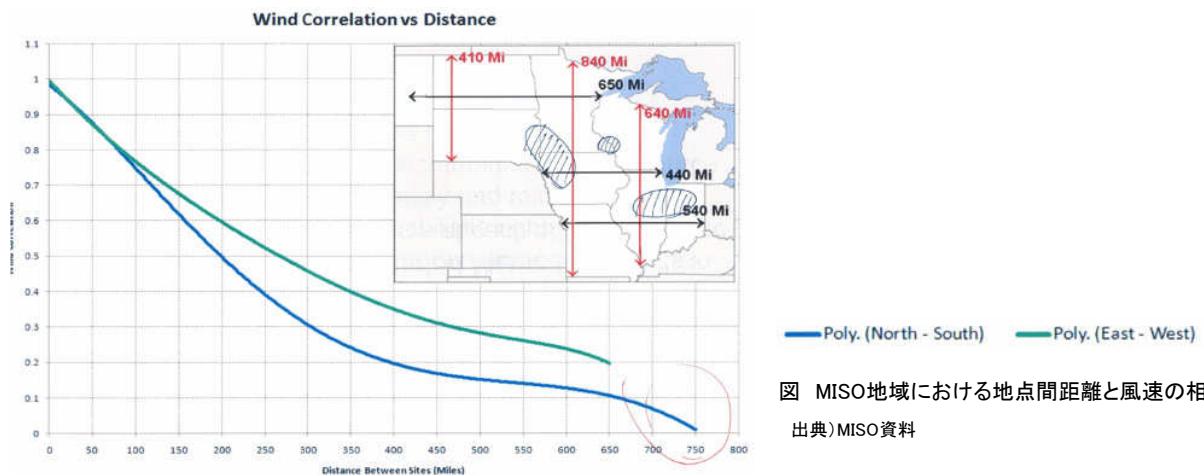 Wind Correlation vs Distance
1.1
1
0.9
0.8
0.7
0.6
0.5
0.4
0.3
0.2
0.1
0
0 50 100 150 200 250 300 350 400 450 500 550 600 650 700 750 800
Distance Between Sites (Miles)
410 Mi
840 Mi
650 Mi
640 Mi
440 Mi
540 Mi
Poly. (North - South) Poly. (East - West)
図 MISO地域における地点間距離と風速の相
出典)MISO資料